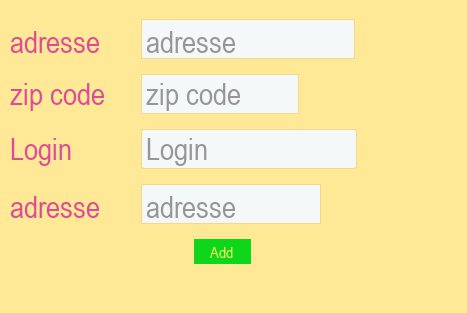 adresse adresse
zip code zip code
Login Login
adresse adresse
Add